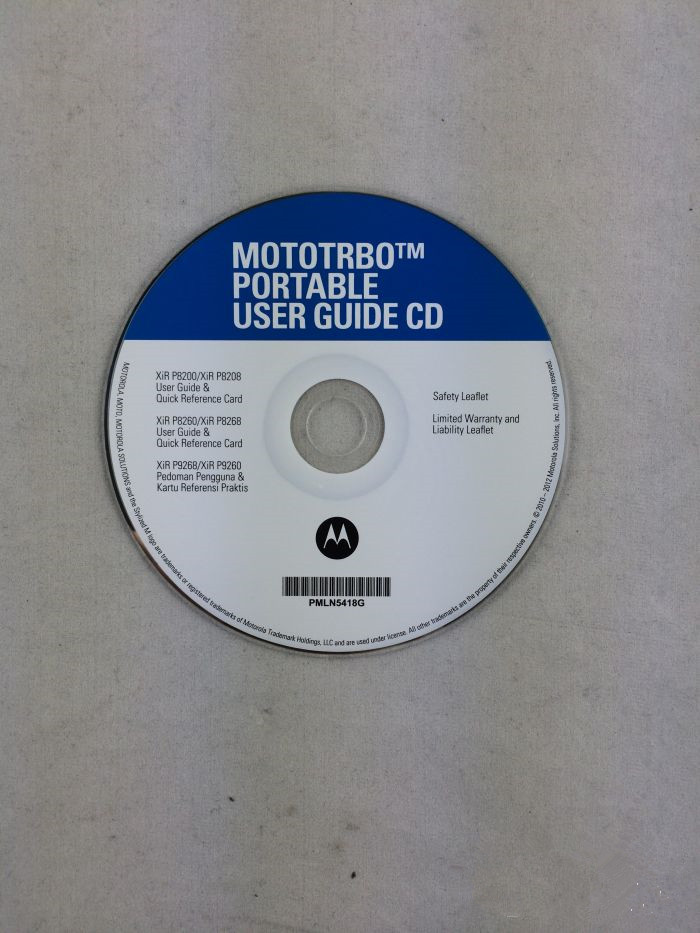 MOTOTRBO™
PORTABLE
USER GUIDE CD
XiR P8200/XiR P8208
User Guide &
Quick Reference Card
XiR P8260/XiR P8268
User Guide &
Quick Reference Card
XiR P9268/XiR P9260
Pedoman Pengguna &
Kartu Referensi Praktis
Safety Leaflet
Limited Warranty and
Liability Leaflet
PMLN5418G
MOTOROLA, MOTO, MOTOROLA SOLUTIONS and the Stylized M logo are trademarks or registered trademarks of Motorola Trademark Holdings, LLC and are used under license. All other trademarks are the property of their respective owners. © 2010 – 2012 Motorola Solutions, Inc. All rights reserved.